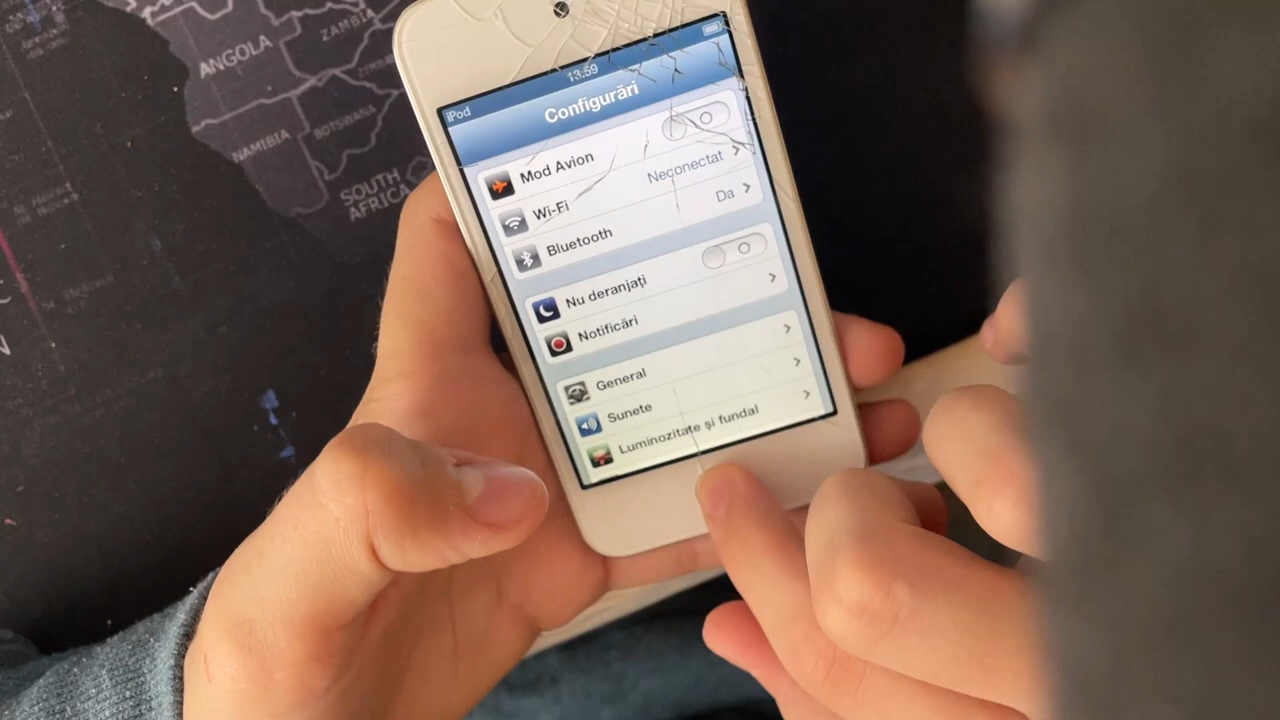 ANGOLA
ZAMBIA
NAMIBIA
BOTSWANA
SOUTH
AFRICA
iPod
13:59
Configurări
Mod Avion
Wi-Fi
Neconectat
Bluetooth
Da
Nu deranjați
Notificări
General
Sunete
Luminozitate și fundal